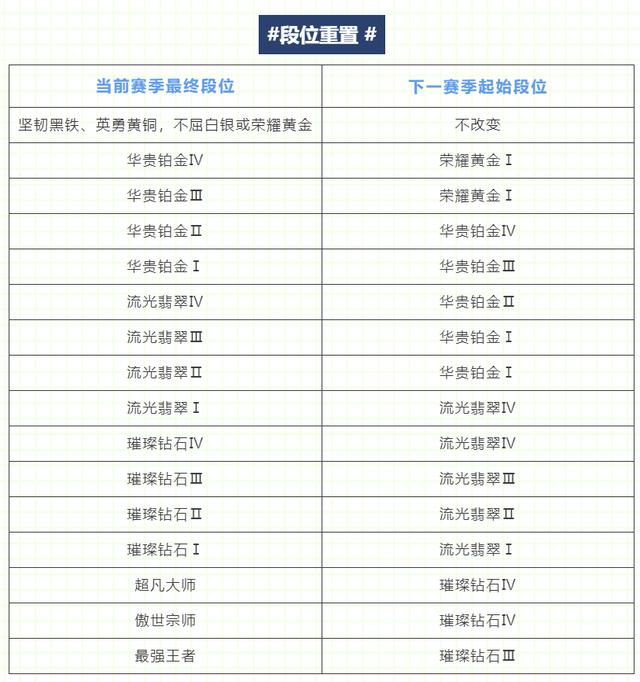 #段位重置 #
当前赛季最终段位 下一赛季起始段位
坚韧黑铁、英勇黄铜，不屈白银或荣耀黄金 不改变
华贵铂金Ⅳ 荣耀黄金Ⅰ
华贵铂金Ⅲ 荣耀黄金Ⅰ
华贵铂金Ⅱ 华贵铂金Ⅳ
华贵铂金Ⅰ 华贵铂金Ⅲ
流光翡翠Ⅳ 华贵铂金Ⅱ
流光翡翠Ⅲ 华贵铂金Ⅰ
流光翡翠Ⅱ 华贵铂金Ⅰ
流光翡翠Ⅰ 流光翡翠Ⅳ
璀璨钻石Ⅳ 流光翡翠Ⅳ
璀璨钻石Ⅲ 流光翡翠Ⅲ
璀璨钻石Ⅱ 流光翡翠Ⅱ
璀璨钻石Ⅰ 流光翡翠Ⅰ
超凡大师 璀璨钻石Ⅳ
傲世宗师 璀璨钻石Ⅳ
最强王者 璀璨钻石Ⅲ